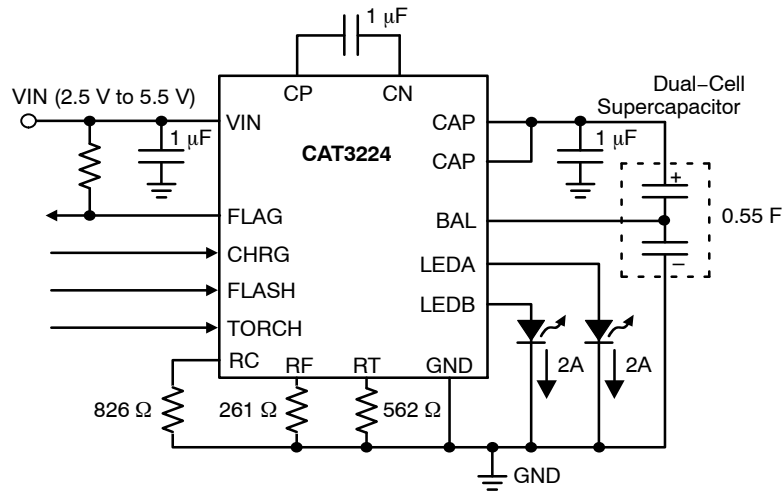 1 μF
CP
CN
VIN (2.5 V to 5.5 V)
Dual−Cell
Supercapacitor
VIN
CAP
1 μF
1 μF
CAT3224
CAP
+
FLAG
BAL
0.55 F
CHRG
LEDA
−
FLASH
LEDB
TORCH
RC
RF
RT
GND
2A
2A
826 Ω
261 Ω
562 Ω
GND